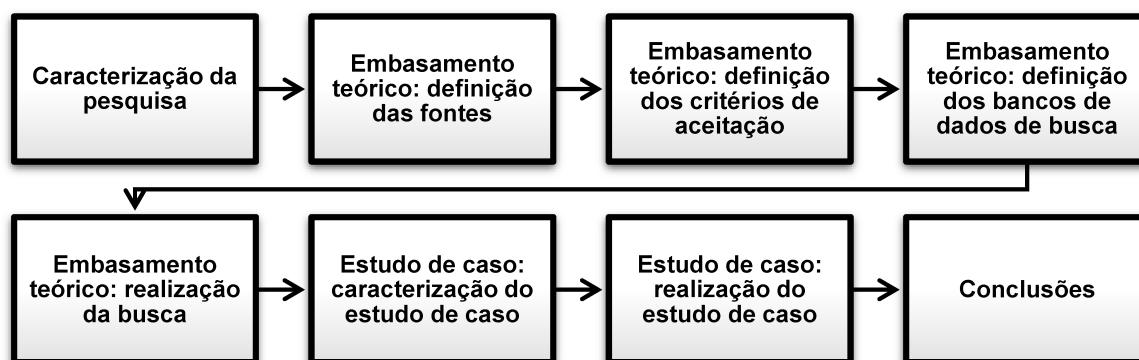 Caracterização da
pesquisa
Embasamento
teórico: definição
das fontes
Embasamento
teórico: definição
dos critérios de
aceitação
Embasamento
teórico: definição
dos bancos de
dados de busca
Embasamento
teórico: realização
da busca
Estudo de caso:
caracterização do
estudo de caso
Estudo de caso:
realização do
estudo de caso
Conclusões